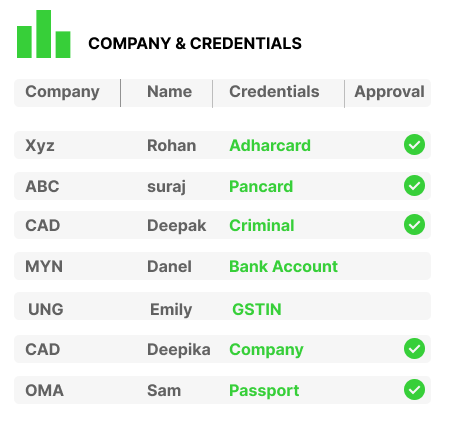 COMPANY & CREDENTIALS
Company Name Credentials Approval
Xyz Rohan Adharcard
ABC suraj Pancard
CAD Deepak Criminal
MYN Danel Bank Account
UNG Emily GSTIN
CAD Deepika Company
OMA Sam Passport